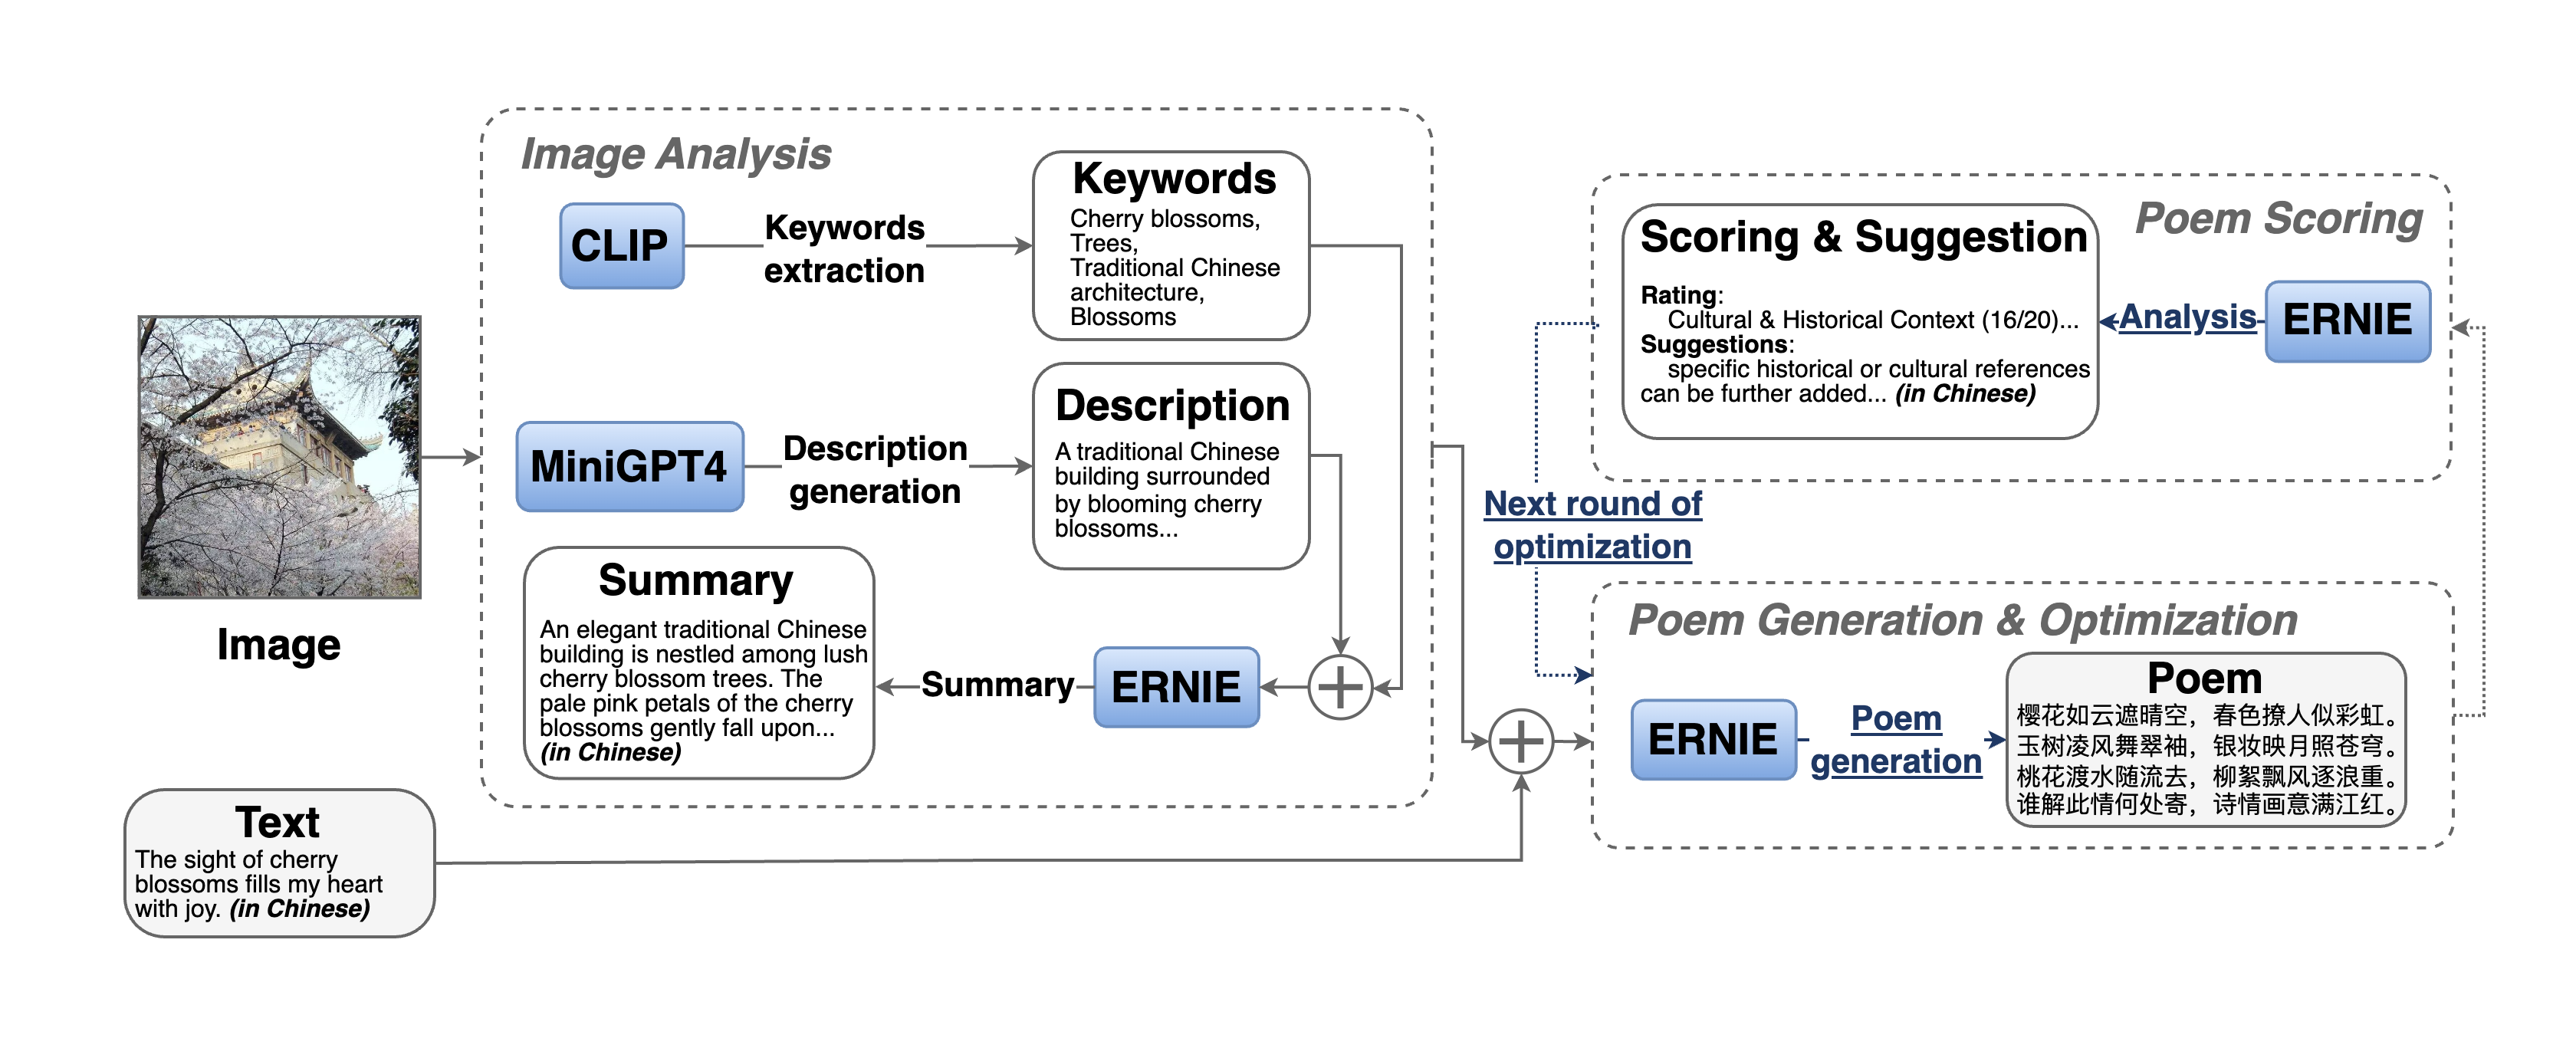 Image Analysis
CLIP
Keywords
extraction
Keywords
Cherry blossoms,
Trees,
Traditional Chinese
architecture,
Blossoms
MiniGPT4
Description
generation
Description
A traditional Chinese
building surrounded
by blooming cherry
blossoms...
Summary
An elegant traditional Chinese
building is nestled among lush
cherry blossom trees. The
pale pink petals of the cherry
blossoms gently fall upon...
(in Chinese)
Summary
ERNIE
Image
Text
The sight of cherry
blossoms fills my heart
with joy. (in Chinese)
Poem Scoring
Scoring & Suggestion
Rating:
Cultural & Historical Context (16/20)...
Suggestions:
specific historical or cultural references
can be further added... (in Chinese)
Analysis
ERNIE
Next round of
optimization
Poem Generation & Optimization
ERNIE
Poem
generation
Poem
樱花如云遮晴空，春色撩人似彩虹。
玉树凌风舞翠袖，银妆映月照苍穹。
桃花渡水随流去，柳絮飘风逐浪重。
谁解此情何处寄，诗情画意满江红。